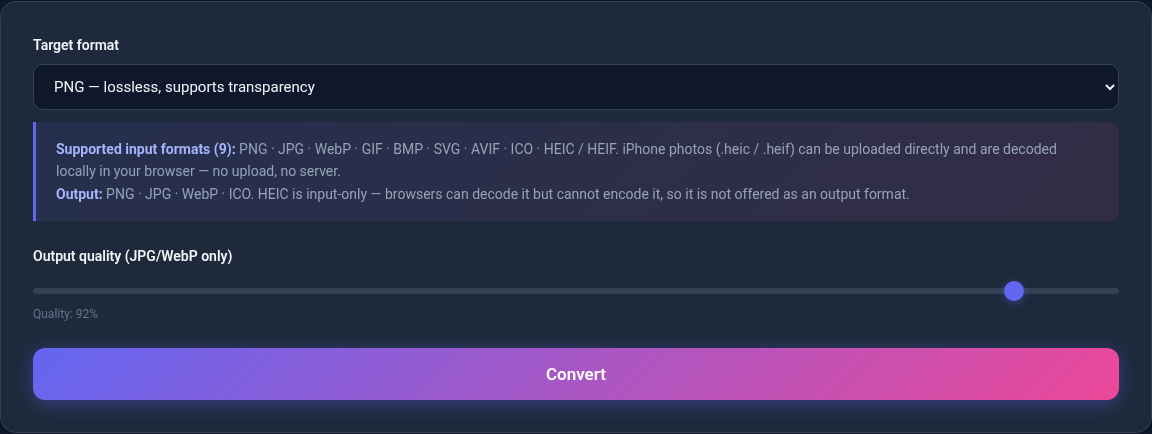 Target format
PNG — lossless, supports transparency
Supported input formats (9): PNG · JPG · WebP · GIF · BMP · SVG · AVIF · ICO · HEIC / HEIF. iPhone photos (.heic / .heif) can be uploaded directly and are decoded
locally in your browser — no upload, no server.
Output: PNG · JPG · WebP · ICO. HEIC is input-only — browsers can decode it but cannot encode it, so it is not offered as an output format.
Output quality (JPG/WebP only)
Quality: 92%
Convert